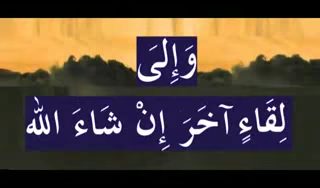 وَإِلَى
لِقَاءٍ آخَرَ إِنْ شَاءَ الله